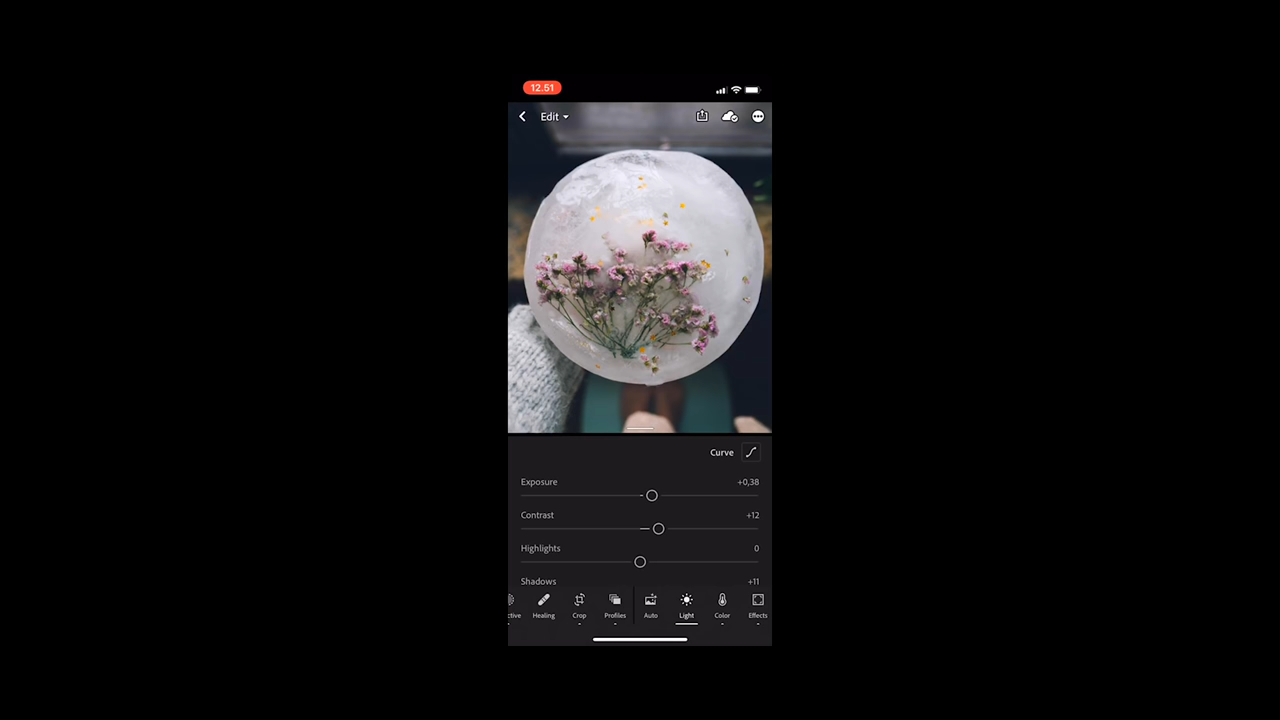 12.51
Edit
Curve
Exposure +0,38
Contrast +12
Highlights 0
Shadows +11
ctive Healing Crop Profiles Auto Light Color Effects